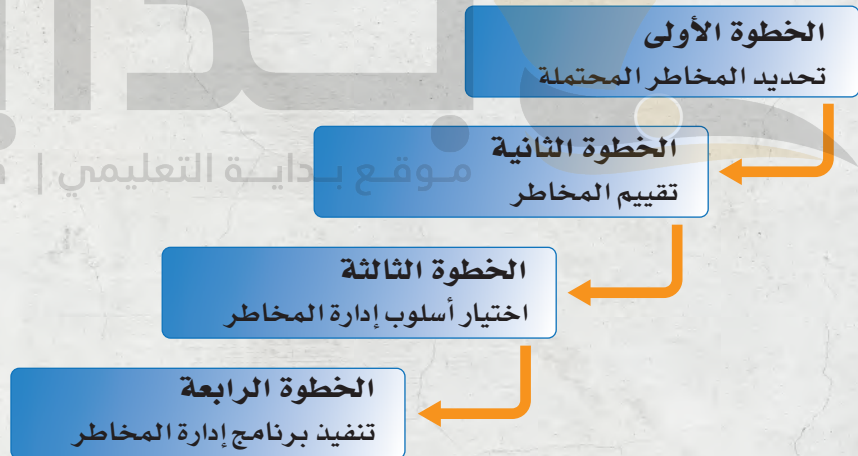 الخطوة الأولى
تحديد المخاطر المحتملة
الخطوة الثانية
تقييم المخاطر
موقع بداية التعليمي |
الخطوة الثالثة
اختيار أسلوب إدارة المخاطر
الخطوة الرابعة
تنفيذ برنامج إدارة المخاطر